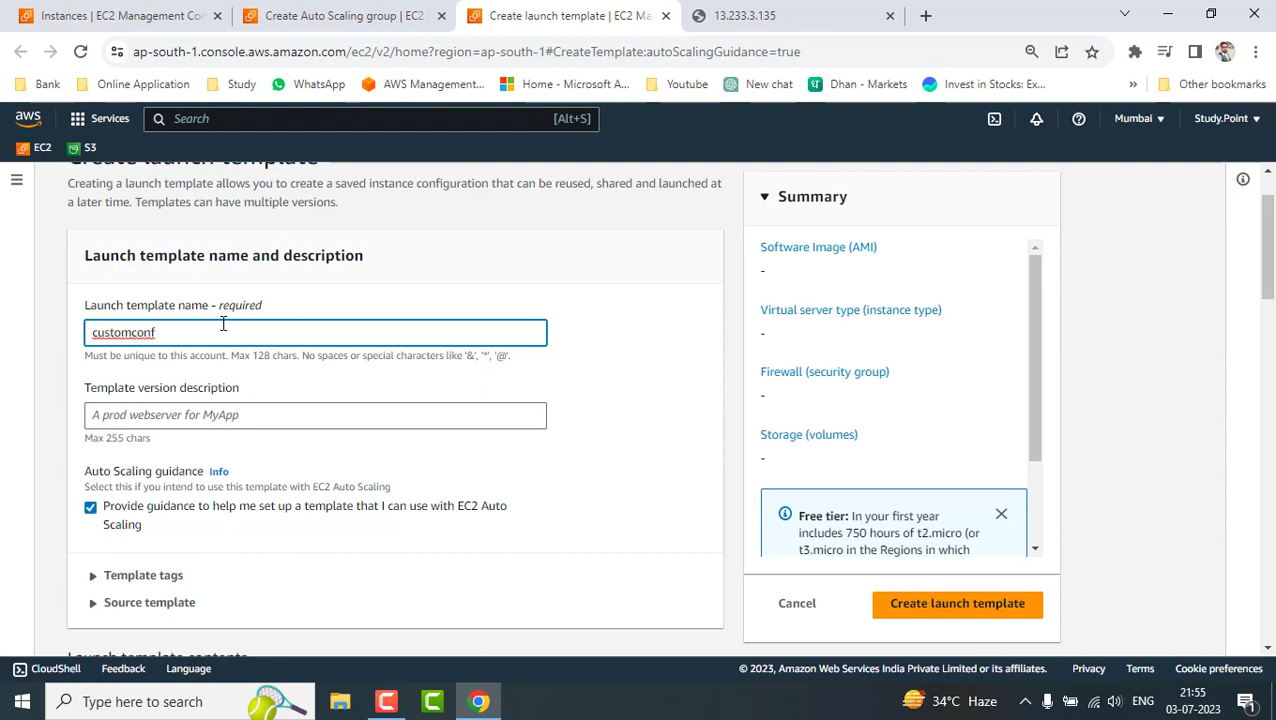 Instances | EC2 Management Con
Create Auto Scaling group | EC2 M
Create launch template | EC2 Ma
13.233.3.135
ap-south-1.console.aws.amazon.com/ec2/v2/home?region=ap-south-1#CreateTemplate:autoScalingGuidance=true
Bank
Online Application
Study
WhatsApp
AWS Management...
Home - Microsoft A...
Youtube
New chat
Dhan - Markets
Invest in Stocks: Ex...
»
Other bookmarks
aws
Services
Search
[Alt+S]
Mumbai
Study.Point
EC2
S3
Create launch template
Creating a launch template allows you to create a saved instance configuration that can be reused, shared and launched
at a later time. Templates can have multiple versions.
Launch template name and description
Launch template name - required
customconf
Must be unique to this account. Max 128 chars. No spaces or special characters like '&', '*', '@'.
Template version description
A prod webserver for MyApp
Max 255 chars
Auto Scaling guidance Info
Select this if you intend to use this template with EC2 Auto Scaling
Provide guidance to help me set up a template that I can use with EC2 Auto
Scaling
Template tags
Source template
Launch template contents
Summary
Software Image (AMI)
-
Virtual server type (instance type)
-
Firewall (security group)
-
Storage (volumes)
-
Free tier: In your first year
includes 750 hours of t2.micro (or
t3.micro in the Regions in which
Cancel
Create launch template
CloudShell
Feedback
Language
© 2023, Amazon Web Services India Private Limited or its affiliates.
Privacy
Terms
Cookie preferences
Type here to search
34°C Haze
ENG
21:55
03-07-2023
1